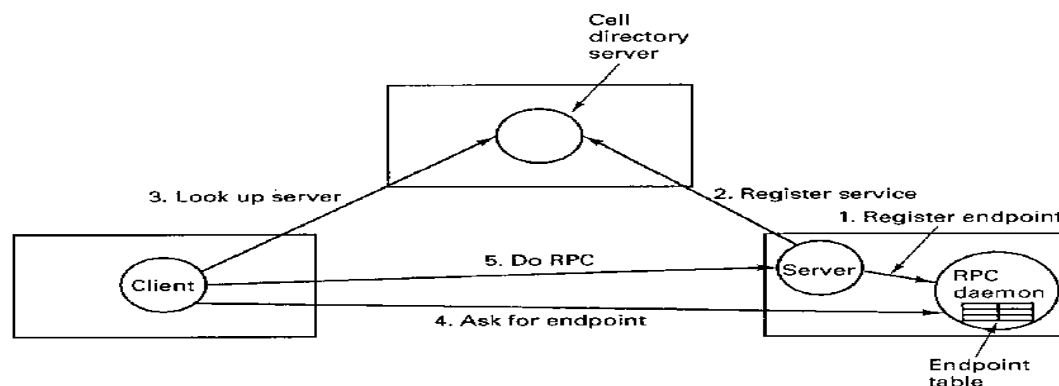 Cell
directory
server
3. Look up server
2. Register service
1. Register endpoint
Client
5. Do RPC
Server
RPC
daemon
4. Ask for endpoint
Endpoint
table